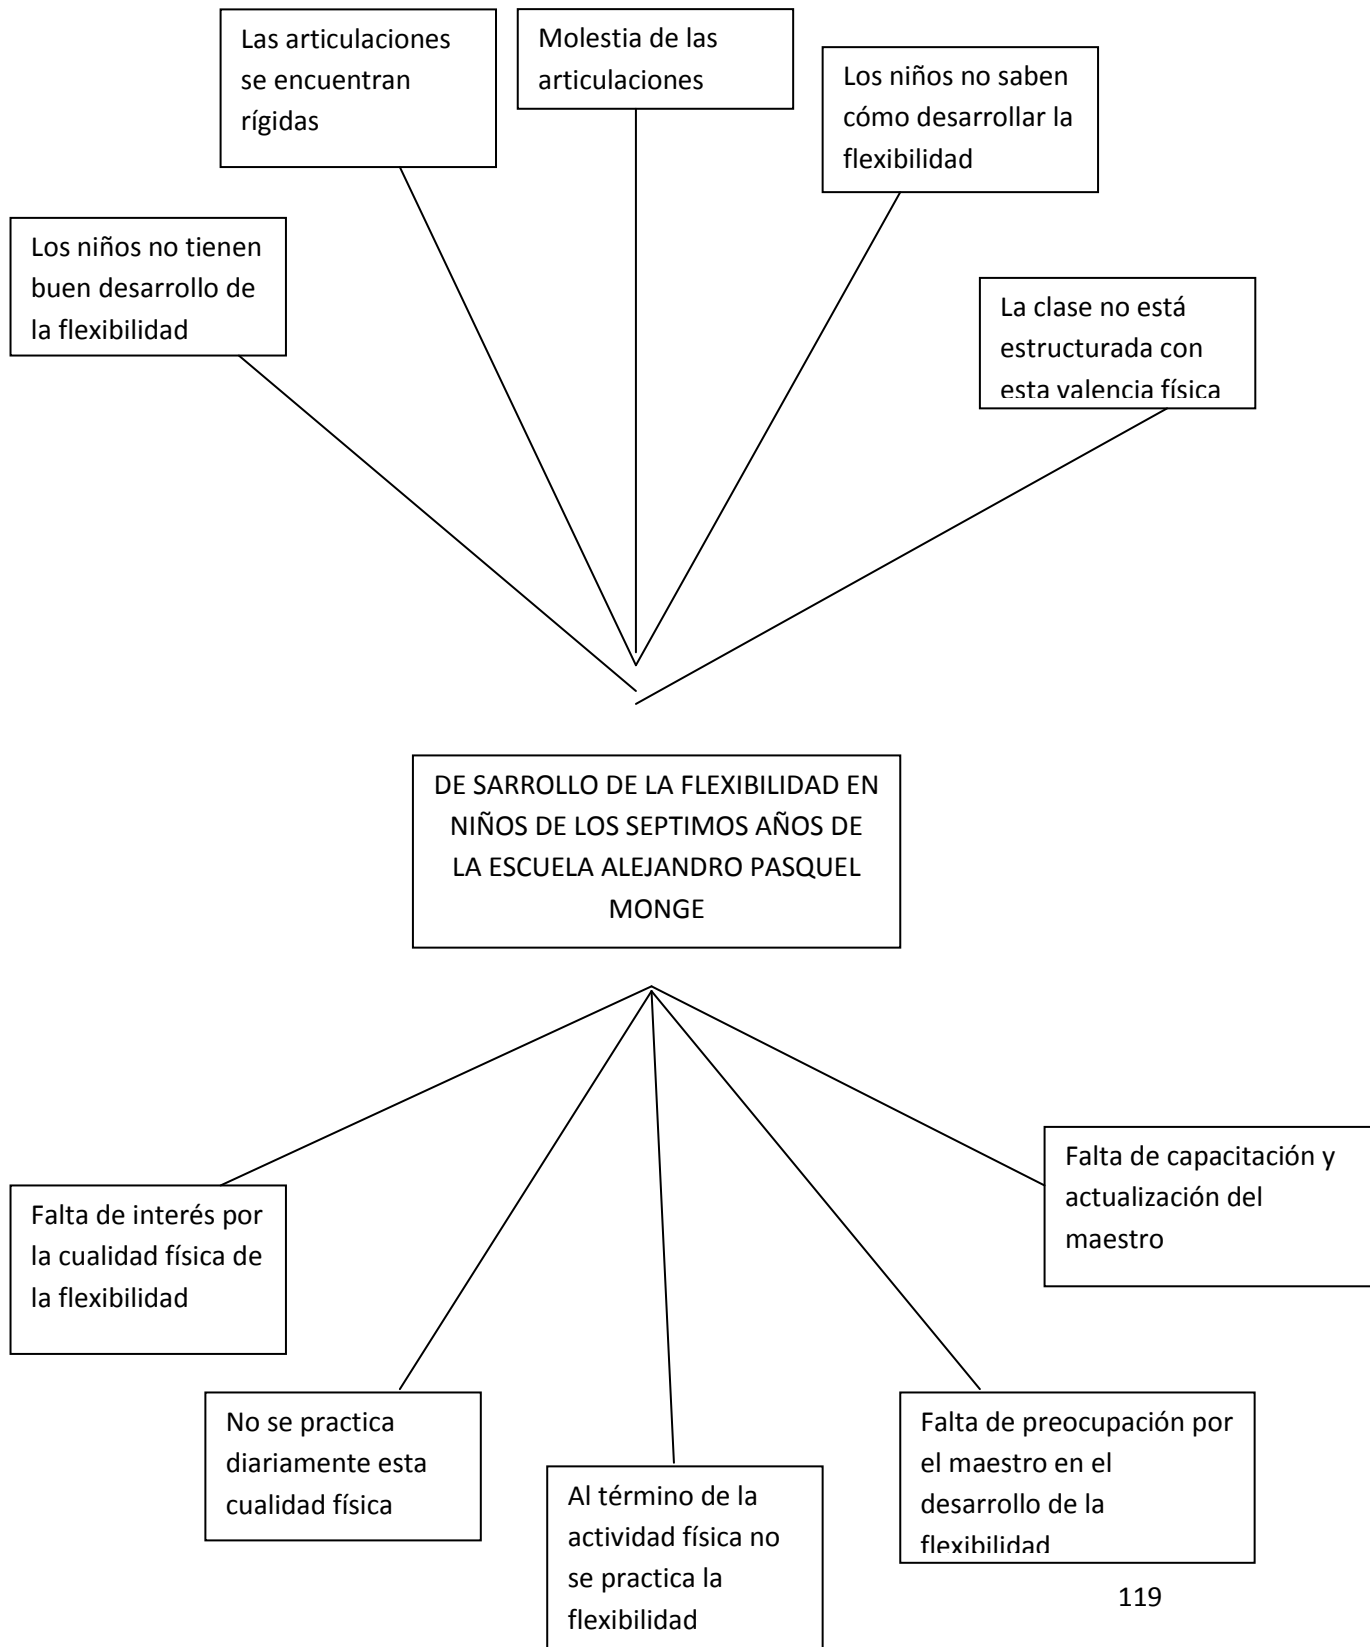 Las articulaciones
se encuentran
rígidas
Molestia de las
articulaciones
Los niños no saben
cómo desarrollar la
flexibilidad
Los niños no tienen
buen desarrollo de
la flexibilidad
La clase no está
estructurada con
esta valencia física
DE SARROLLO DE LA FLEXIBILIDAD EN
NIÑOS DE LOS SEPTIMOS AÑOS DE
LA ESCUELA ALEJANDRO PASQUEL
MONGE
Falta de capacitación y
actualización del
maestro
Falta de interés por
la cualidad física de
la flexibilidad
No se practica
diariamente esta
cualidad física
Al término de la
actividad física no
se practica la
flexibilidad
Falta de preocupación por
el maestro en el
desarrollo de la
flexibilidad
119